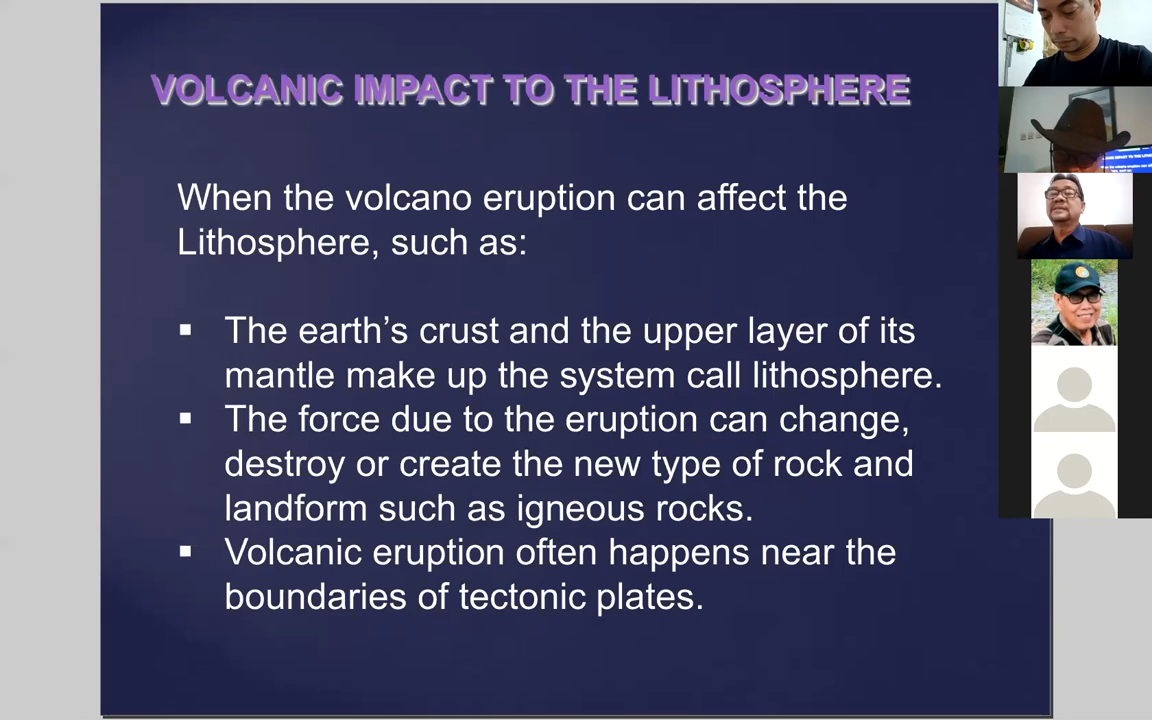 VOLCANIC IMPACT TO THE LITHOSPHERE
When the volcano eruption can affect the
Lithosphere, such as:
▪ The earth's crust and the upper layer of its
mantle make up the system call lithosphere.
▪ The force due to the eruption can change,
destroy or create the new type of rock and
landform such as igneous rocks.
▪ Volcanic eruption often happens near the
boundaries of tectonic plates.